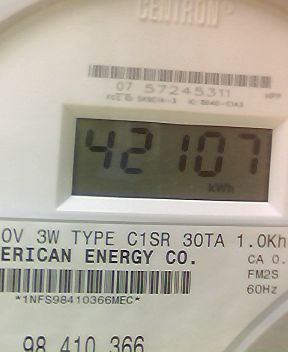 CENTRON®
07 57245311
42107
kWh
0V 3W TYPE C1SR 30TA 1.0Kh
ERICAN ENERGY CO.
CA 0.
FM2S
*1NFS98410366MEC*
60Hz
98 410 366